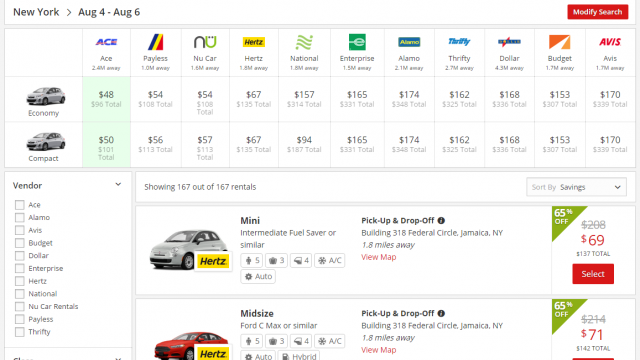 New York > Aug 4 - Aug 6 Modify Search
ACE PAYLESS NÜ Hertz National e Alamo Thrifty DOLLAR Budget AVIS
Ace Payless Nu Car Hertz National Enterprise Alamo Thrifty Dollar Budget Avis
2.4M away 1.0M away 1.6M away 1.8M away 1.8M away 1.5M away 2.1M away 2.7M away 4.3M away 1.7M away 1.7M away
$48 $54 $54 $67 $157 $165 $174 $162 $168 $153 $170
$96 Total $108 Total $108 Total $135 Total $314 Total $331 Total $348 Total $325 Total $336 Total $307 Total $339 Total
Economy
$50 $56 $57 $67 $94 $165 $174 $162 $168 $153 $170
$101 Total $113 Total $113 Total $135 Total $187 Total $331 Total $348 Total $325 Total $336 Total $307 Total $339 Total
Compact
Vendor
Ace
Alamo
Avis
Budget
Dollar
Enterprise
Hertz
National
Nu Car Rentals
Payless
Thrifty
Showing 167 out of 167 rentals Sort By Savings
Mini
Intermediate Fuel Saver or
similar
5 3 4 A/C
Auto
Hertz
Pick-Up & Drop-Off
Building 318 Federal Circle, Jamaica, NY
1.8 miles away
View Map
65% OFF
$208
$69
$137 TOTAL
Select
Midsize
Ford C Max or similar
5 3 4 A/C
Auto Hybrid
Hertz
Pick-Up & Drop-Off
Building 318 Federal Circle, Jamaica, NY
1.8 miles away
View Map
65% OFF
$214
$71
$142 TOTAL